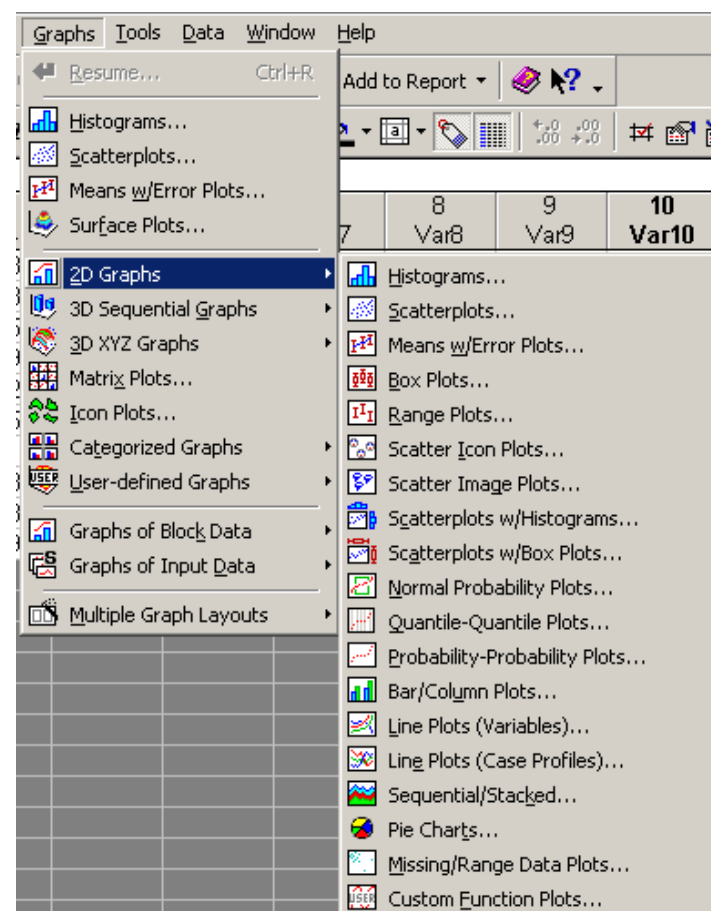 Graphs Tools Data Window Help
Resume... Ctrl+R
Add to Report
Histograms...
Scatterplots...
Means w/Error Plots...
Surface Plots...
7 8 9 10
Var8 Var9 Var10
2D Graphs
3D Sequential Graphs
3D XYZ Graphs
Matrix Plots...
Icon Plots...
Categorized Graphs
User-defined Graphs
Graphs of Block Data
Graphs of Input Data
Multiple Graph Layouts
Histograms...
Scatterplots...
Means w/Error Plots...
Box Plots...
Range Plots...
Scatter Icon Plots...
Scatter Image Plots...
Scatterplots w/Histograms...
Scatterplots w/Box Plots...
Normal Probability Plots...
Quantile-Quantile Plots...
Probability-Probability Plots...
Bar/Column Plots...
Line Plots (Variables)...
Line Plots (Case Profiles)...
Sequential/Stacked...
Pie Charts...
Missing/Range Data Plots...
Custom Function Plots...